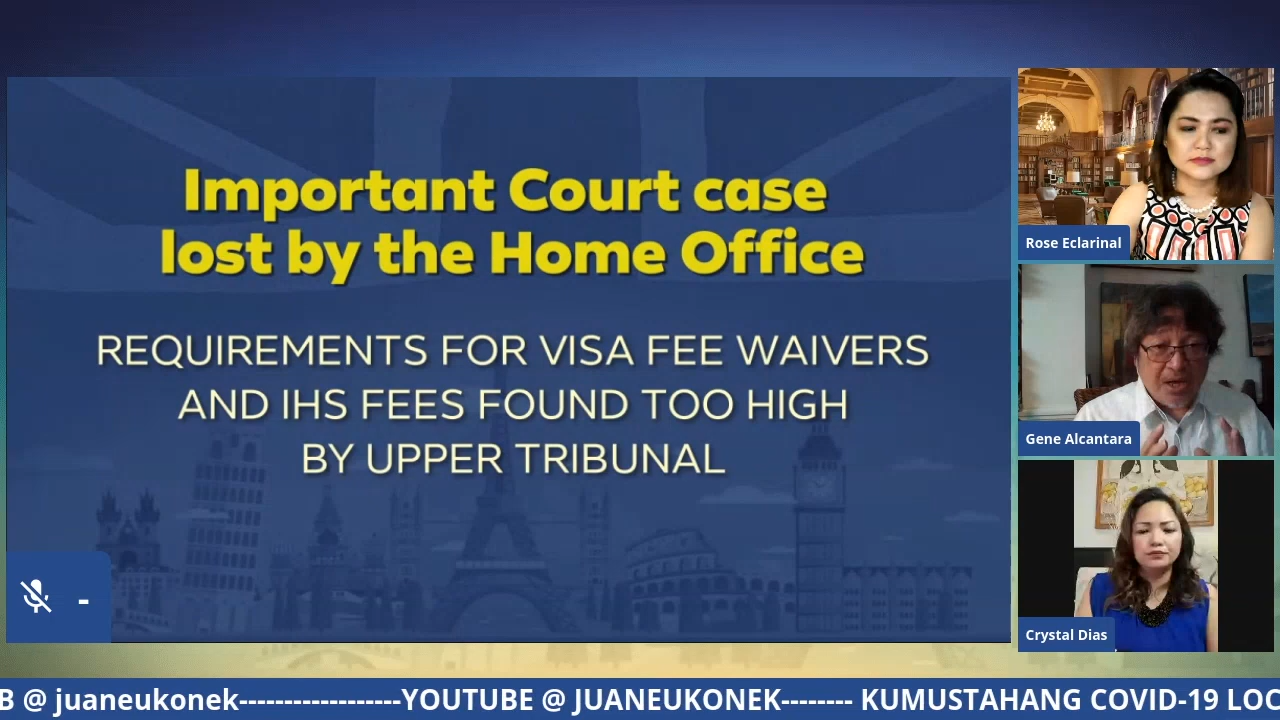 Important Court case
lost by the Home Office
REQUIREMENTS FOR VISA FEE WAIVERS
AND IHS FEES FOUND TOO HIGH
BY UPPER TRIBUNAL
-
Rose Eclarinal
Gene Alcantara
Crystal Dias
B @ juaneukonek-----------------YOUTUBE @ JUANEUKONEK-------- KUMUSTAHANG COVID-19 LOC